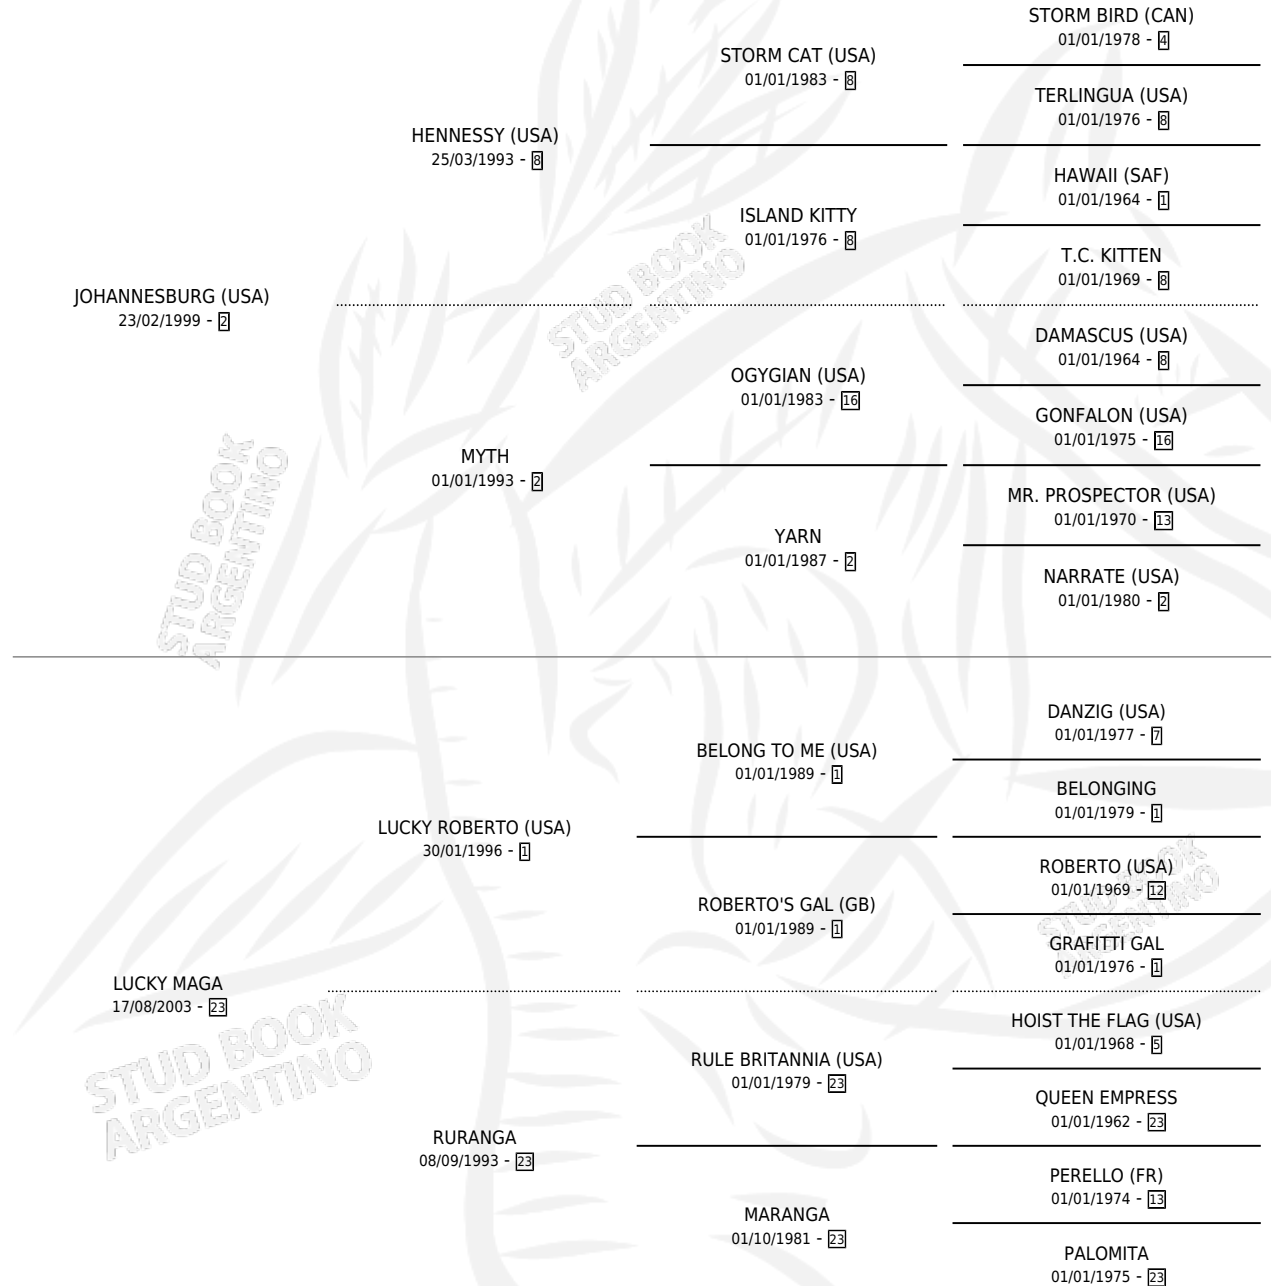 STORM BIRD (CAN)
01/01/1978 - 4
STORM CAT (USA)
01/01/1983 - 8
TERLINGUA (USA)
01/01/1976 - 8
HENNESSY (USA)
25/03/1993 - 8
HAWAII (SAF)
01/01/1964 - 1
ISLAND KITTY
01/01/1976 - 8
T.C. KITTEN
01/01/1969 - 8
JOHANNESBURG (USA)
23/02/1999 - 2
DAMASCUS (USA)
01/01/1964 - 8
OGYGIAN (USA)
01/01/1983 - 16
GONFALON (USA)
01/01/1975 - 16
MYTH
01/01/1993 - 2
MR. PROSPECTOR (USA)
01/01/1970 - 13
YARN
01/01/1987 - 2
NARRATE (USA)
01/01/1980 - 2
DANZIG (USA)
01/01/1977 - 7
BELONG TO ME (USA)
01/01/1989 - 1
BELONGING
01/01/1979 - 1
LUCKY ROBERTO (USA)
30/01/1996 - 1
ROBERTO (USA)
01/01/1969 - 12
ROBERTO'S GAL (GB)
01/01/1989 - 1
GRAFITTI GAL
01/01/1976 - 1
LUCKY MAGA
17/08/2003 - 23
HOIST THE FLAG (USA)
01/01/1968 - 5
RULE BRITANNIA (USA)
01/01/1979 - 23
QUEEN EMPRESS
01/01/1962 - 23
RURANGA
08/09/1993 - 23
PERELLO (FR)
01/01/1974 - 13
MARANGA
01/10/1981 - 23
PALOMITA
01/01/1975 - 23
STUD BOOK
ARGENTINO
STUD BOOK
ARGENTINO
STUD BOOK
ARGENTINO
STUD BOOK
ARGENTINO